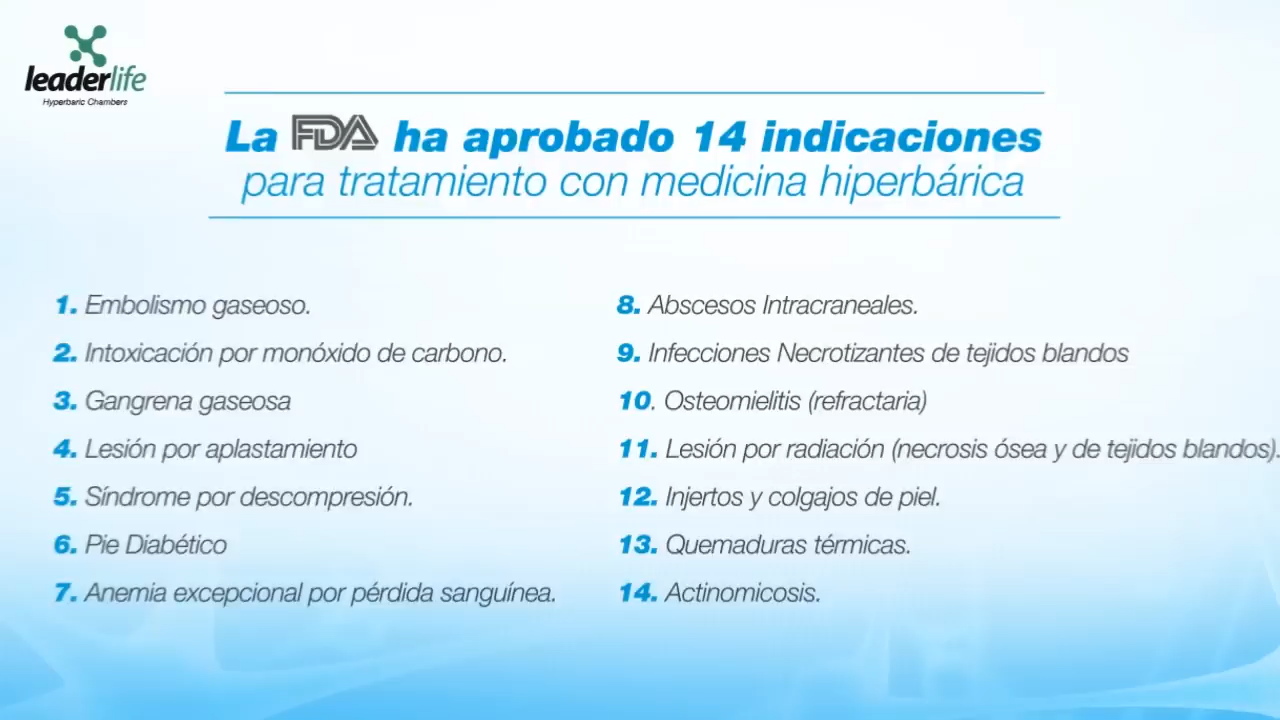 leaderlife
Hyperbaric Chambers
La FDA ha aprobado 14 indicaciones
para tratamiento con medicina hiperbárica
1. Embolismo gaseoso.
2. Intoxicación por monóxido de carbono.
3. Gangrena gaseosa
4. Lesión por aplastamiento
5. Síndrome por descompresión.
6. Pie Diabético
7. Anemia excepcional por pérdida sanguínea.
8. Abscesos Intracraneales.
9. Infecciones Necrotizantes de tejidos blandos
10. Osteomielitis (refractaria)
11. Lesión por radiación (necrosis ósea y de tejidos blandos).
12. Injertos y colgajos de piel.
13. Quemaduras térmicas.
14. Actinomicosis.